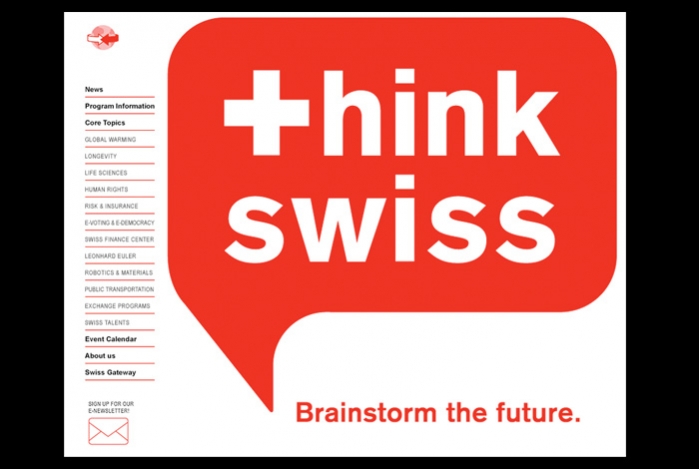 News
Program Information
Core Topics
GLOBAL WARMING
LONGEVITY
LIFE SCIENCES
HUMAN RIGHTS
RISK & INSURANCE
E-VOTING & E-DEMOCRACY
SWISS FINANCE CENTER
LEONHARD EULER
ROBOTICS & MATERIALS
PUBLIC TRANSPORTATION
EXCHANGE PROGRAMS
SWISS TALENTS
Event Calendar
About us
Swiss Gateway
SIGN UP FOR OUR
E-NEWSLETTER!
+hink
swiss
Brainstorm the future.